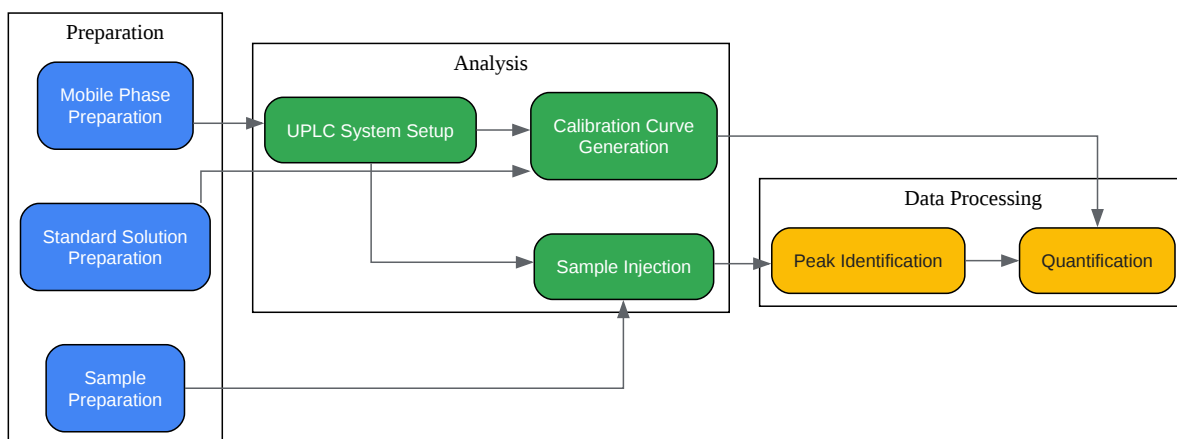 Preparation
Mobile Phase
Preparation
Standard Solution
Preparation
Sample
Preparation
Analysis
UPLC System Setup
Calibration Curve
Generation
Sample Injection
Data Processing
Peak Identification
Quantification